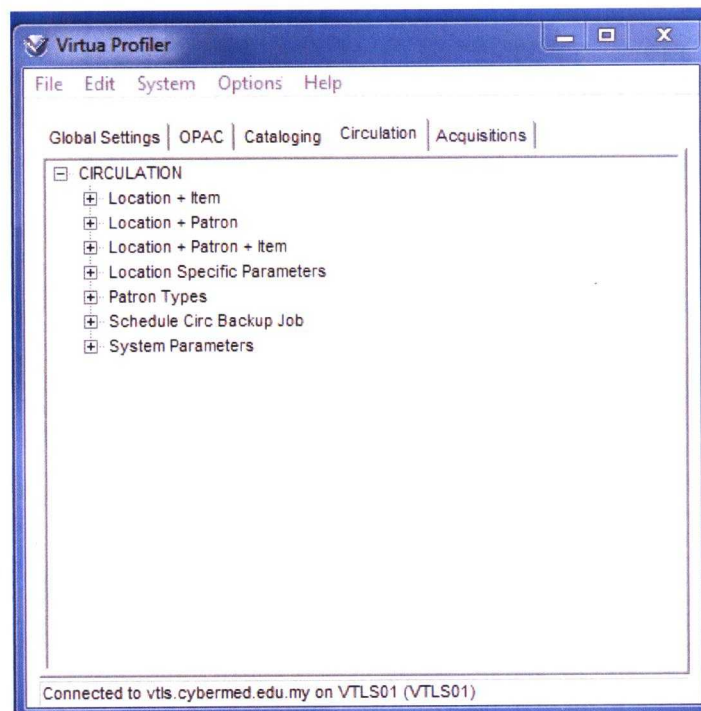 Virtua Profiler
File Edit System Options Help
Global Settings OPAC Cataloging Circulation Acquisitions
CIRCULATION
Location + Item
Location + Patron
Location + Patron + Item
Location Specific Parameters
Patron Types
Schedule Circ Backup Job
System Parameters
Connected to vtls.cybermed.edu.my on VTLS01 (VTLS01)